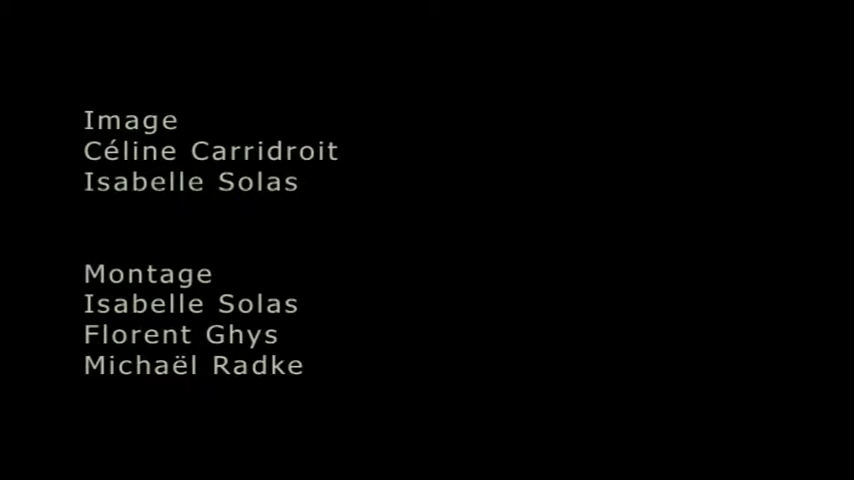 Image
Céline Carridroit
Isabelle Solas
Montage
Isabelle Solas
Florent Ghys
Michaël Radke